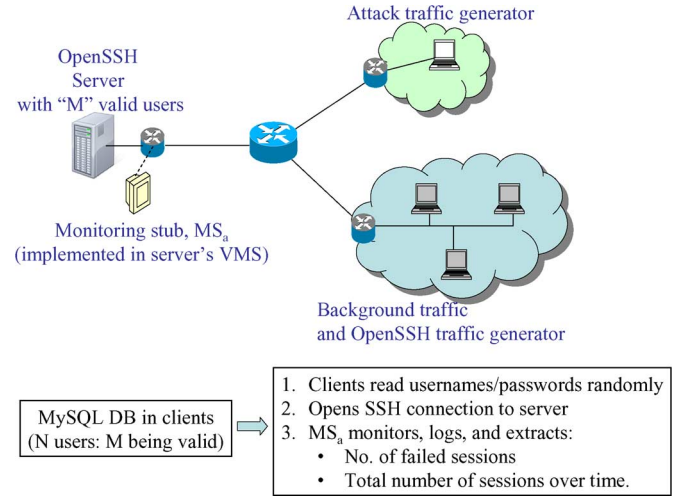 Attack traffic generator
OpenSSH
Server
with “M” valid users
Monitoring stub, MSa
(implemented in server's VMS)
Background traffic
and OpenSSH traffic generator
MySQL DB in clients
(N users: M being valid)
1. Clients read usernames/passwords randomly
2. Opens SSH connection to server
3. MSa monitors, logs, and extracts:
• No. of failed sessions
• Total number of sessions over time.